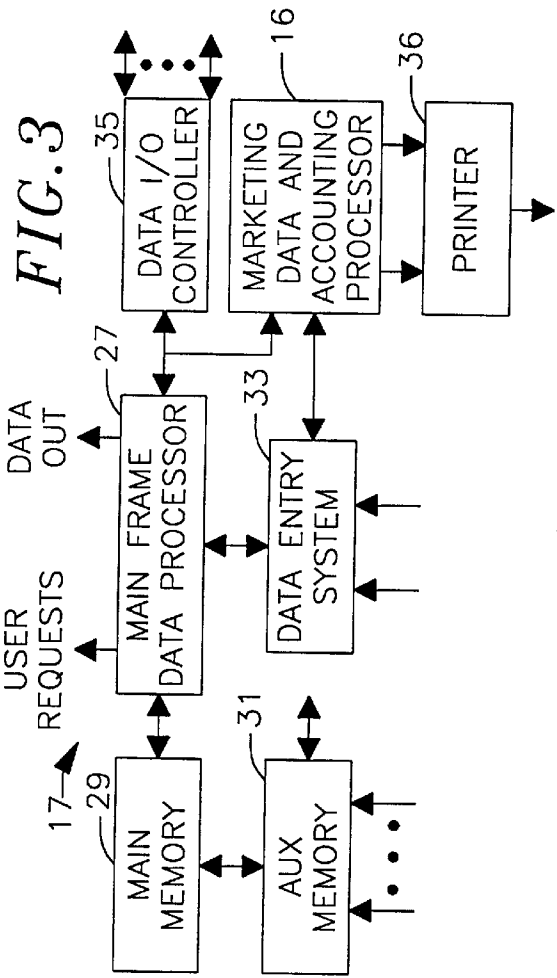 FIG. 3
USER
REQUESTS
DATA
OUT
17
29
MAIN
MEMORY
27
MAIN FRAME
DATA PROCESSOR
35
DATA I/O
CONTROLLER
31
AUX
MEMORY
33
DATA ENTRY
SYSTEM
16
MARKETING
DATA AND
ACCOUNTING
PROCESSOR
36
PRINTER